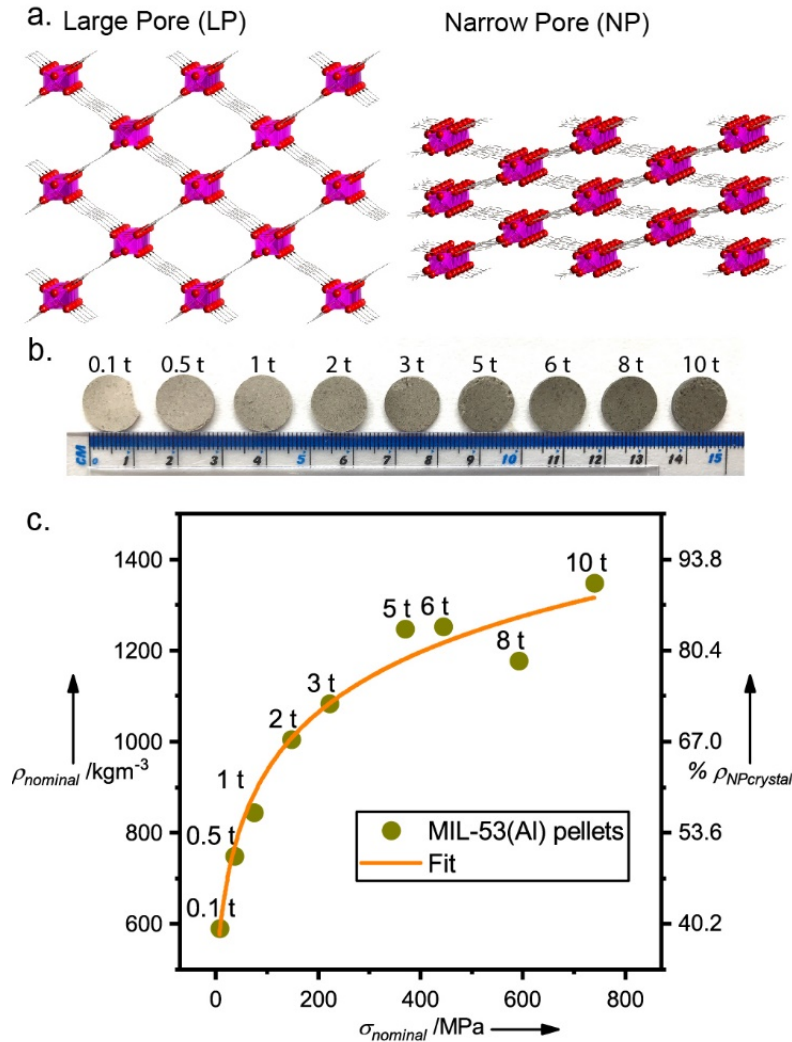 a. Large Pore (LP) Narrow Pore (NP)
b.
0.1 t 0.5 t 1 t 2 t 3 t 5 t 6 t 8 t 10 t
CM 0 1 2 3 4 5 6 7 8 9 10 11 12 13 14 15
c.
1400
1200
1000
800
600
ρnominal /kgm⁻³
93.8
80.4
67.0
53.6
40.2
% ρNPcrystal
10 t
5 t 6 t
8 t
3 t
2 t
1 t
0.5 t
0.1 t
MIL-53(Al) pellets
Fit
0 200 400 600 800
σnominal /MPa